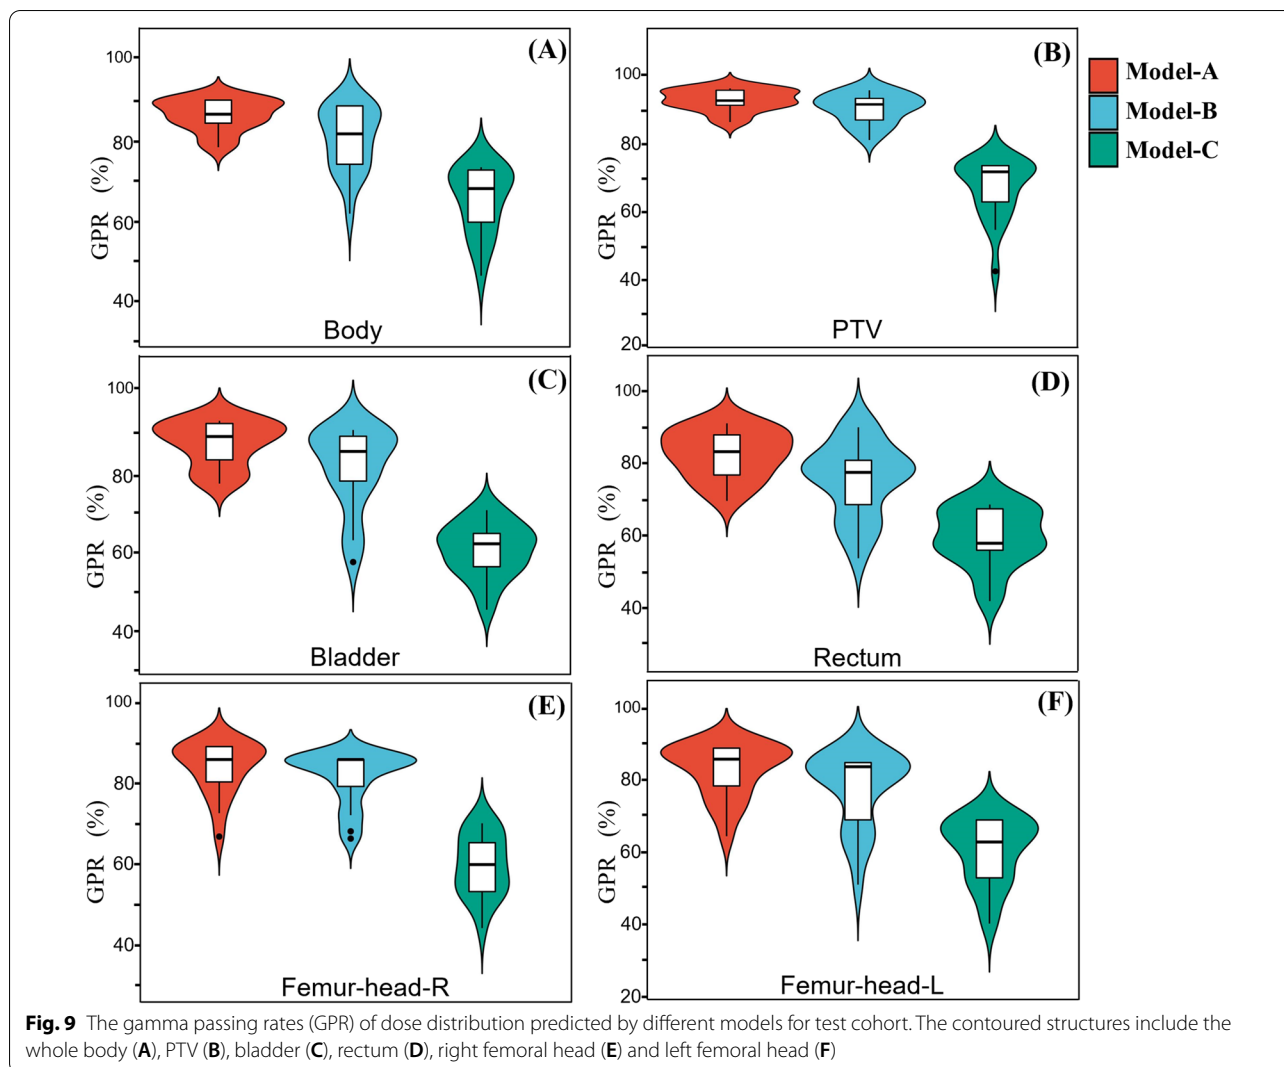 (A)
100
80
60
40
GPR (%)
Body
(B)
100
80
60
40
20
GPR (%)
PTV
Model-A
Model-B
Model-C
(C)
100
80
60
40
GPR (%)
Bladder
(D)
100
80
60
40
GPR (%)
Rectum
(E)
100
80
60
40
GPR (%)
Femur-head-R
(F)
100
80
60
40
20
GPR (%)
Femur-head-L
Fig. 9 The gamma passing rates (GPR) of dose distribution predicted by different models for test cohort. The contoured structures include the
whole body (A), PTV (B), bladder (C), rectum (D), right femoral head (E) and left femoral head (F)